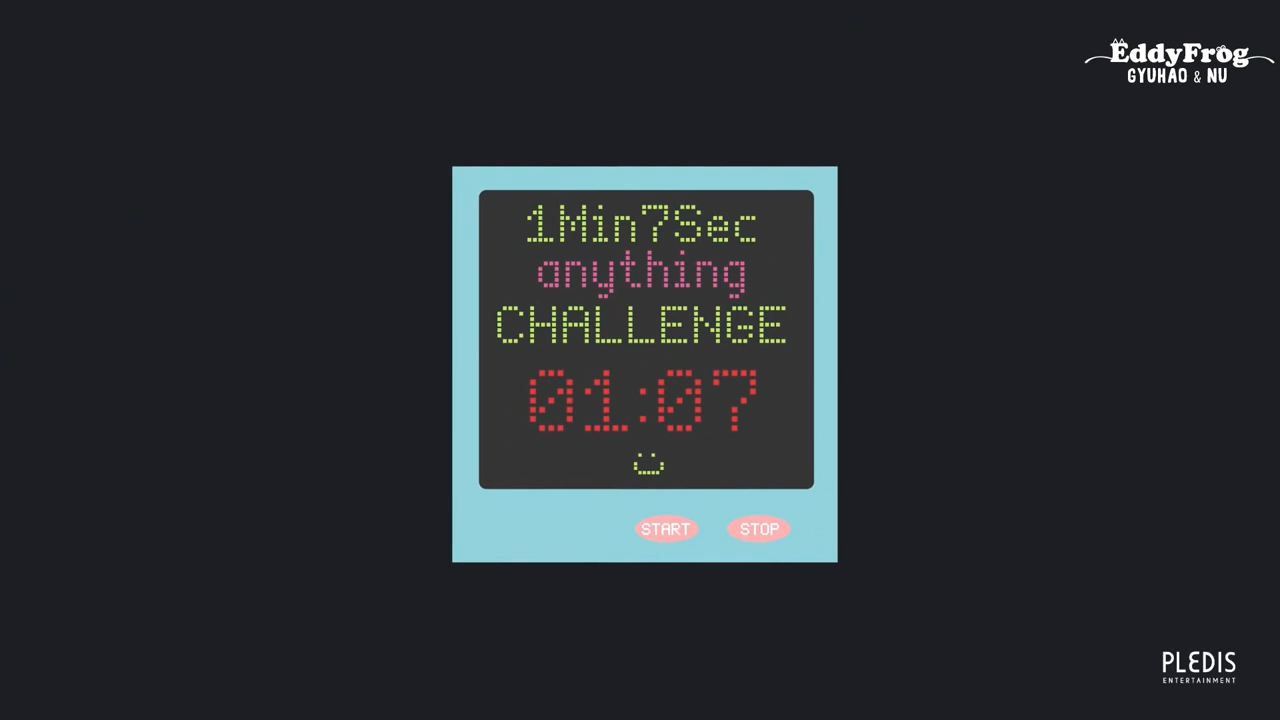 EddyFrog
GYUHAO & NU
1Min7Sec
anything
CHALLENGE
01:07
START STOP
PLEDIS
ENTERTAINMENT